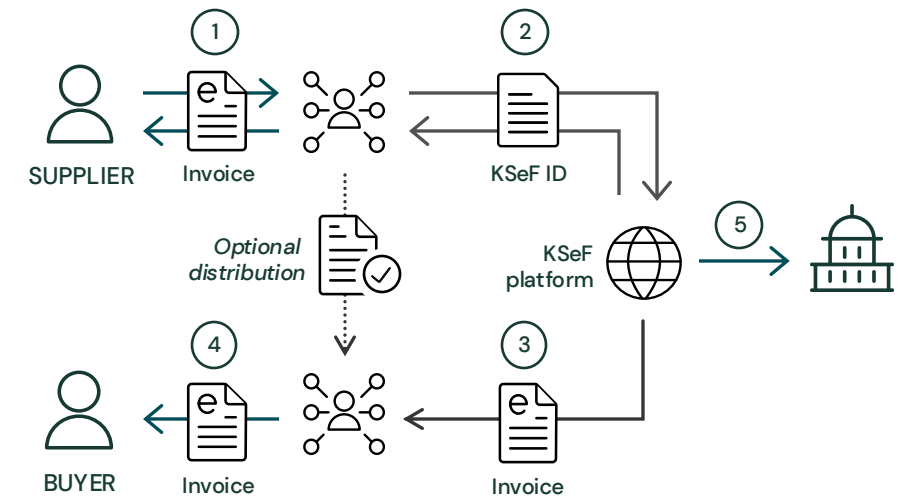 1
2
SUPPLIER
Invoice
KSeF ID
Optional
distribution
KSeF
platform
5
4
3
BUYER
Invoice
Invoice